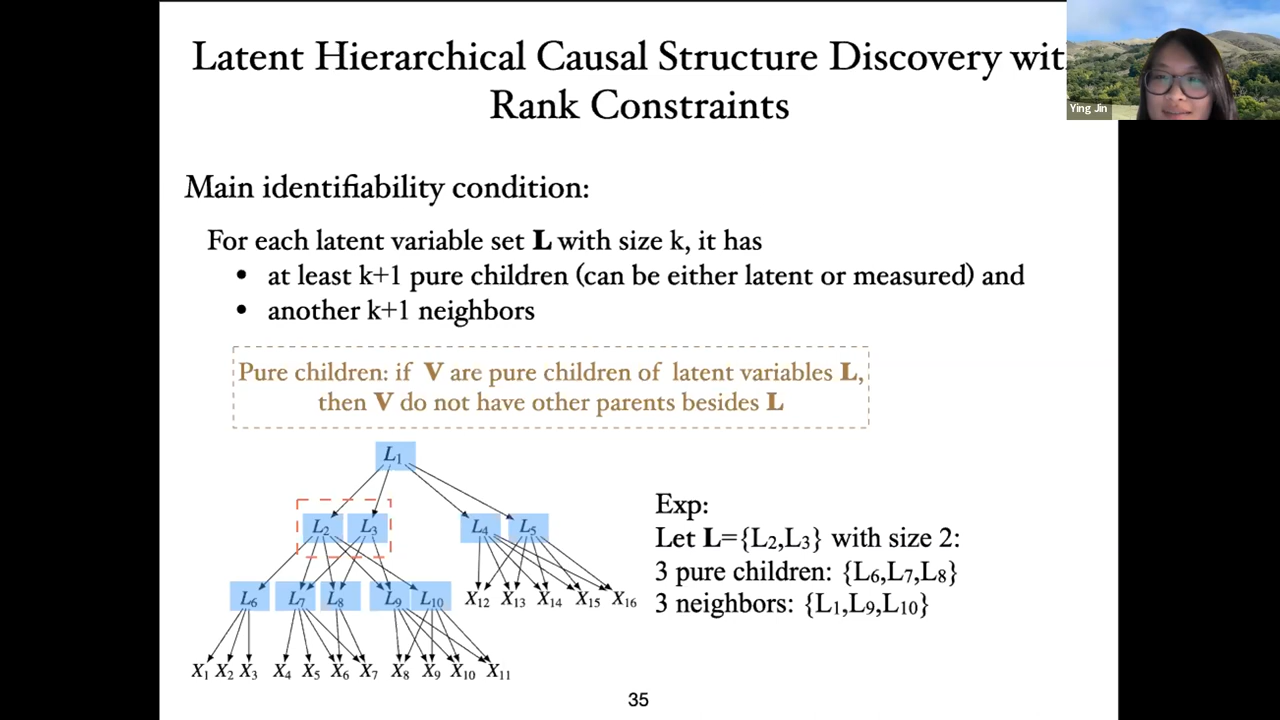 Latent Hierarchical Causal Structure Discovery wit
Rank Constraints
Ying Jin
Main identifiability condition:
For each latent variable set L with size k, it has
• at least k+1 pure children (can be either latent or measured) and
• another k+1 neighbors
Pure children: if V are pure children of latent variables L,
then V do not have other parents besides L
L₁
L₂ L₃ L₄ L₅
L₆ L₇ L₈ L₉ L₁₀ X₁₂ X₁₃ X₁₄ X₁₅ X₁₆
X₁ X₂ X₃ X₄ X₅ X₆ X₇ X₈ X₉ X₁₀ X₁₁
Exp:
Let L={L₂,L₃} with size 2:
3 pure children: {L₆,L₇,L₈}
3 neighbors: {L₁,L₉,L₁₀}
35